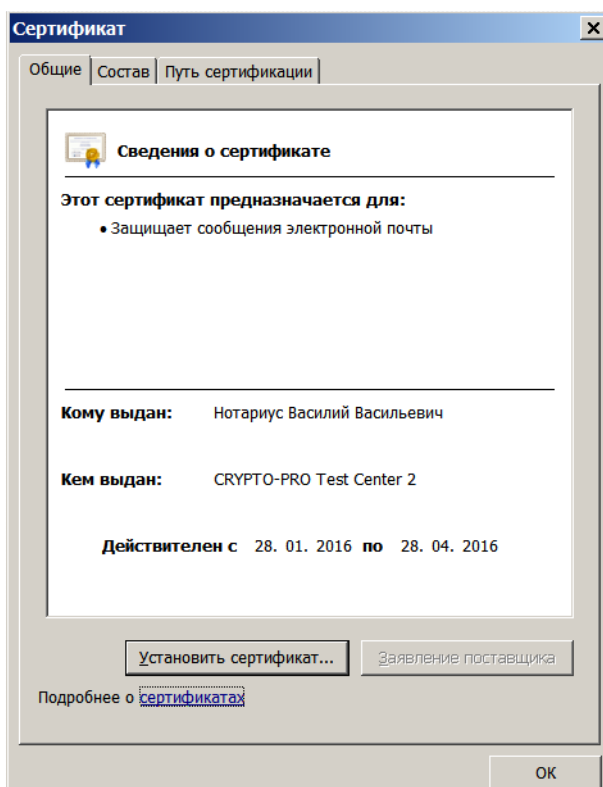 Сертификат
Общие Состав Путь сертификации
Сведения о сертификате
Этот сертификат предназначается для:
• Защищает сообщения электронной почты
Кому выдан: Нотариус Василий Васильевич
Кем выдан: CRYPTO-PRO Test Center 2
Действителен с 28. 01. 2016 по 28. 04. 2016
Установить сертификат... Заявление поставщика
Подробнее о сертификатах
ОК